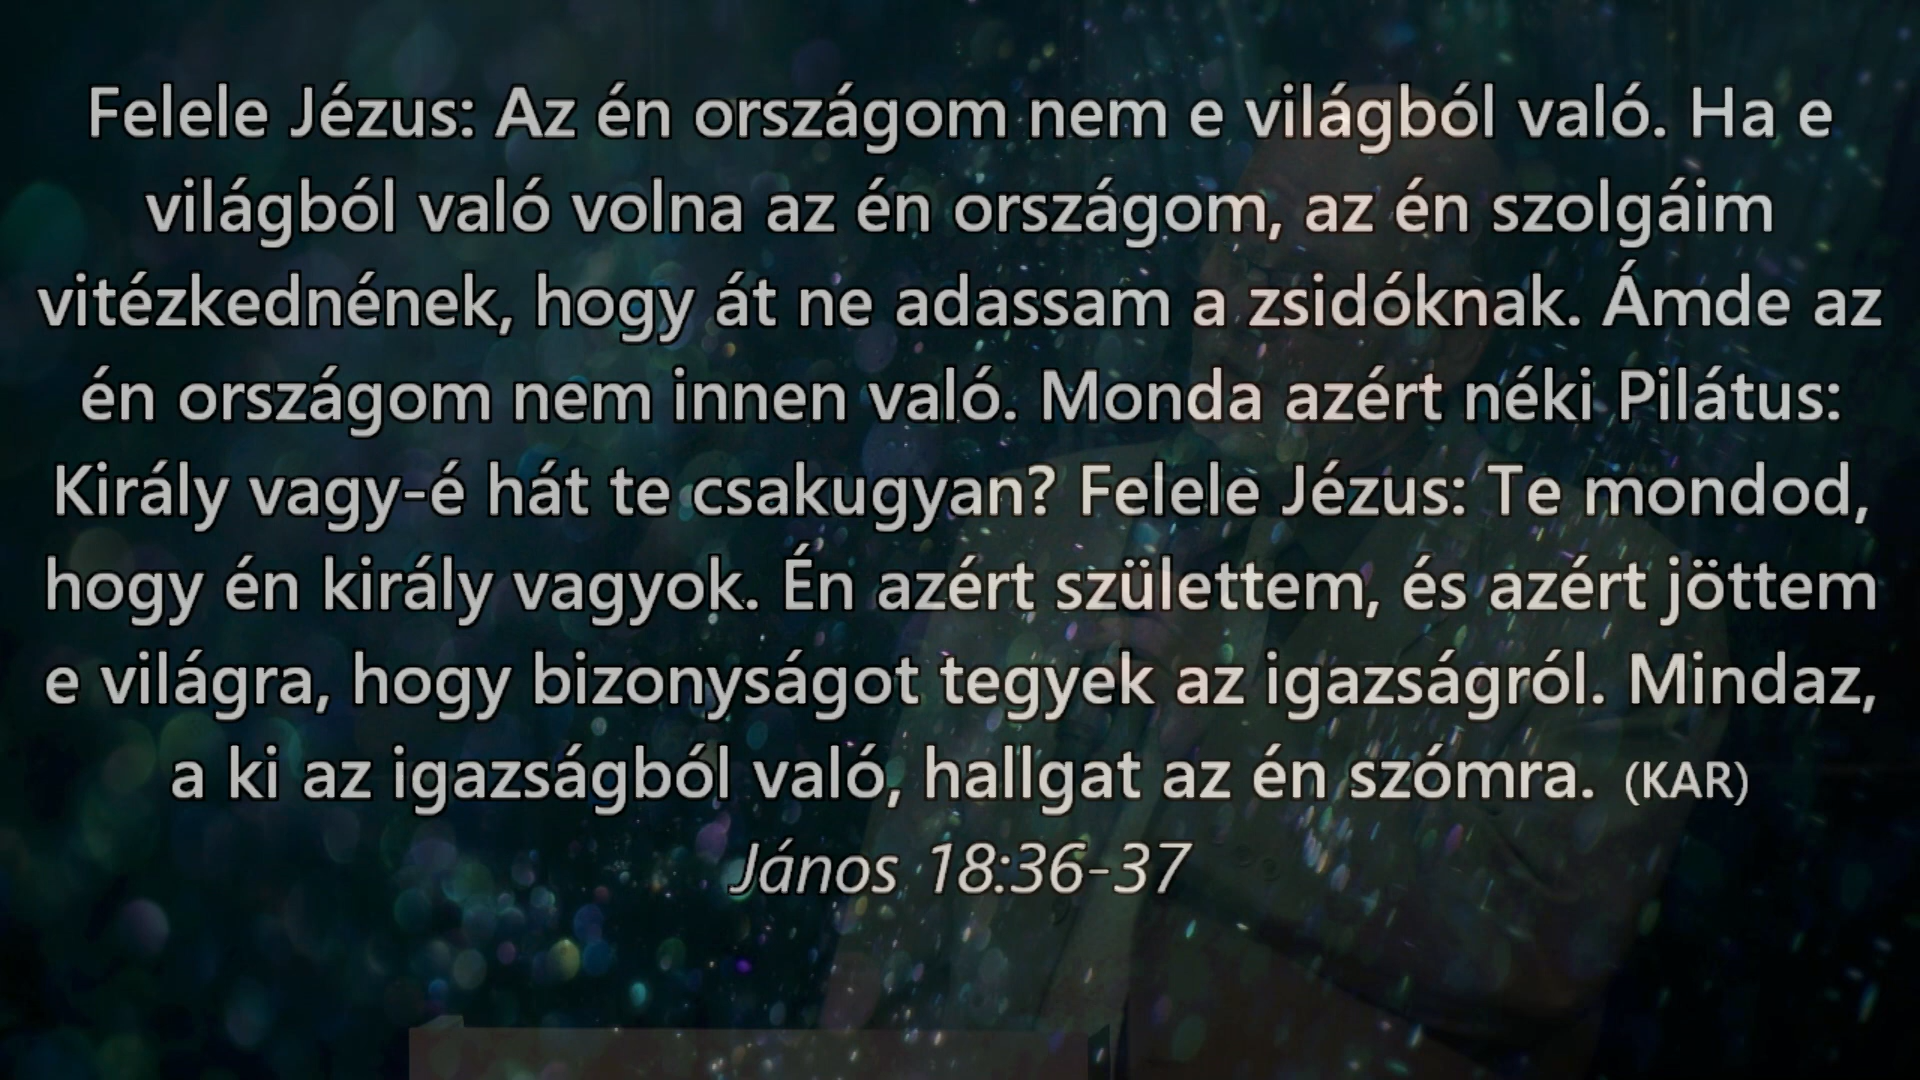 Felele Jézus: Az én országom nem e világból való. Ha e
világból való volna az én országom, az én szolgáim
vitézkednének, hogy át ne adassam a zsidóknak. Ámde az
én országom nem innen való. Monda azért néki Pilátus:
Király vagy-é hát te csakugyan? Felele Jézus: Te mondod,
hogy én király vagyok. Én azért születtem, és azért jöttem
e világra, hogy bizonyságot tegyek az igazságról. Mindaz,
a ki az igazságból való, hallgat az én szómra. (KAR)
János 18:36-37